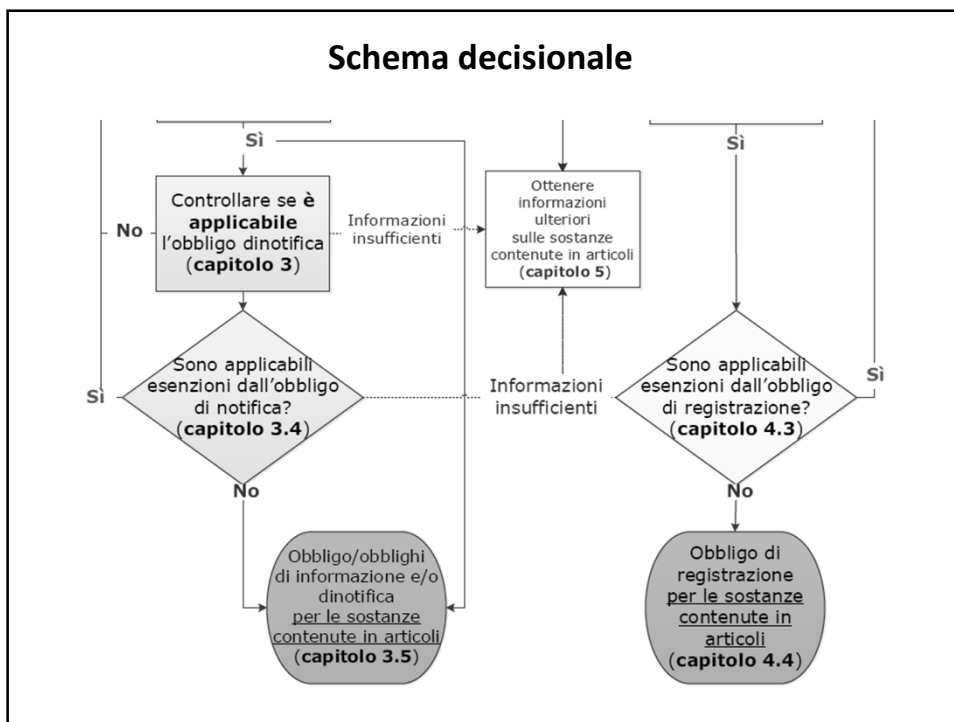 Schema decisionale
Sì
Controllare se è
applicabile
l'obbligo dinotifica
(capitolo 3)
No
Informazioni
insufficienti
Ottenere
informazioni
ulteriori
sulle sostanze
contenute in articoli
(capitolo 5)
Sono applicabili
esenzioni dall'obbligo
di notifica?
(capitolo 3.4)
Sì
Informazioni
insufficienti
Sono applicabili
esenzioni dall'obbligo
di registrazione?
(capitolo 4.3)
Sì
No
No
Obbligo/obblighi
di informazione e/o
dinotifica
per le sostanze
contenute in articoli
(capitolo 3.5)
Obbligo di
registrazione
per le sostanze
contenute in
articoli
(capitolo 4.4)